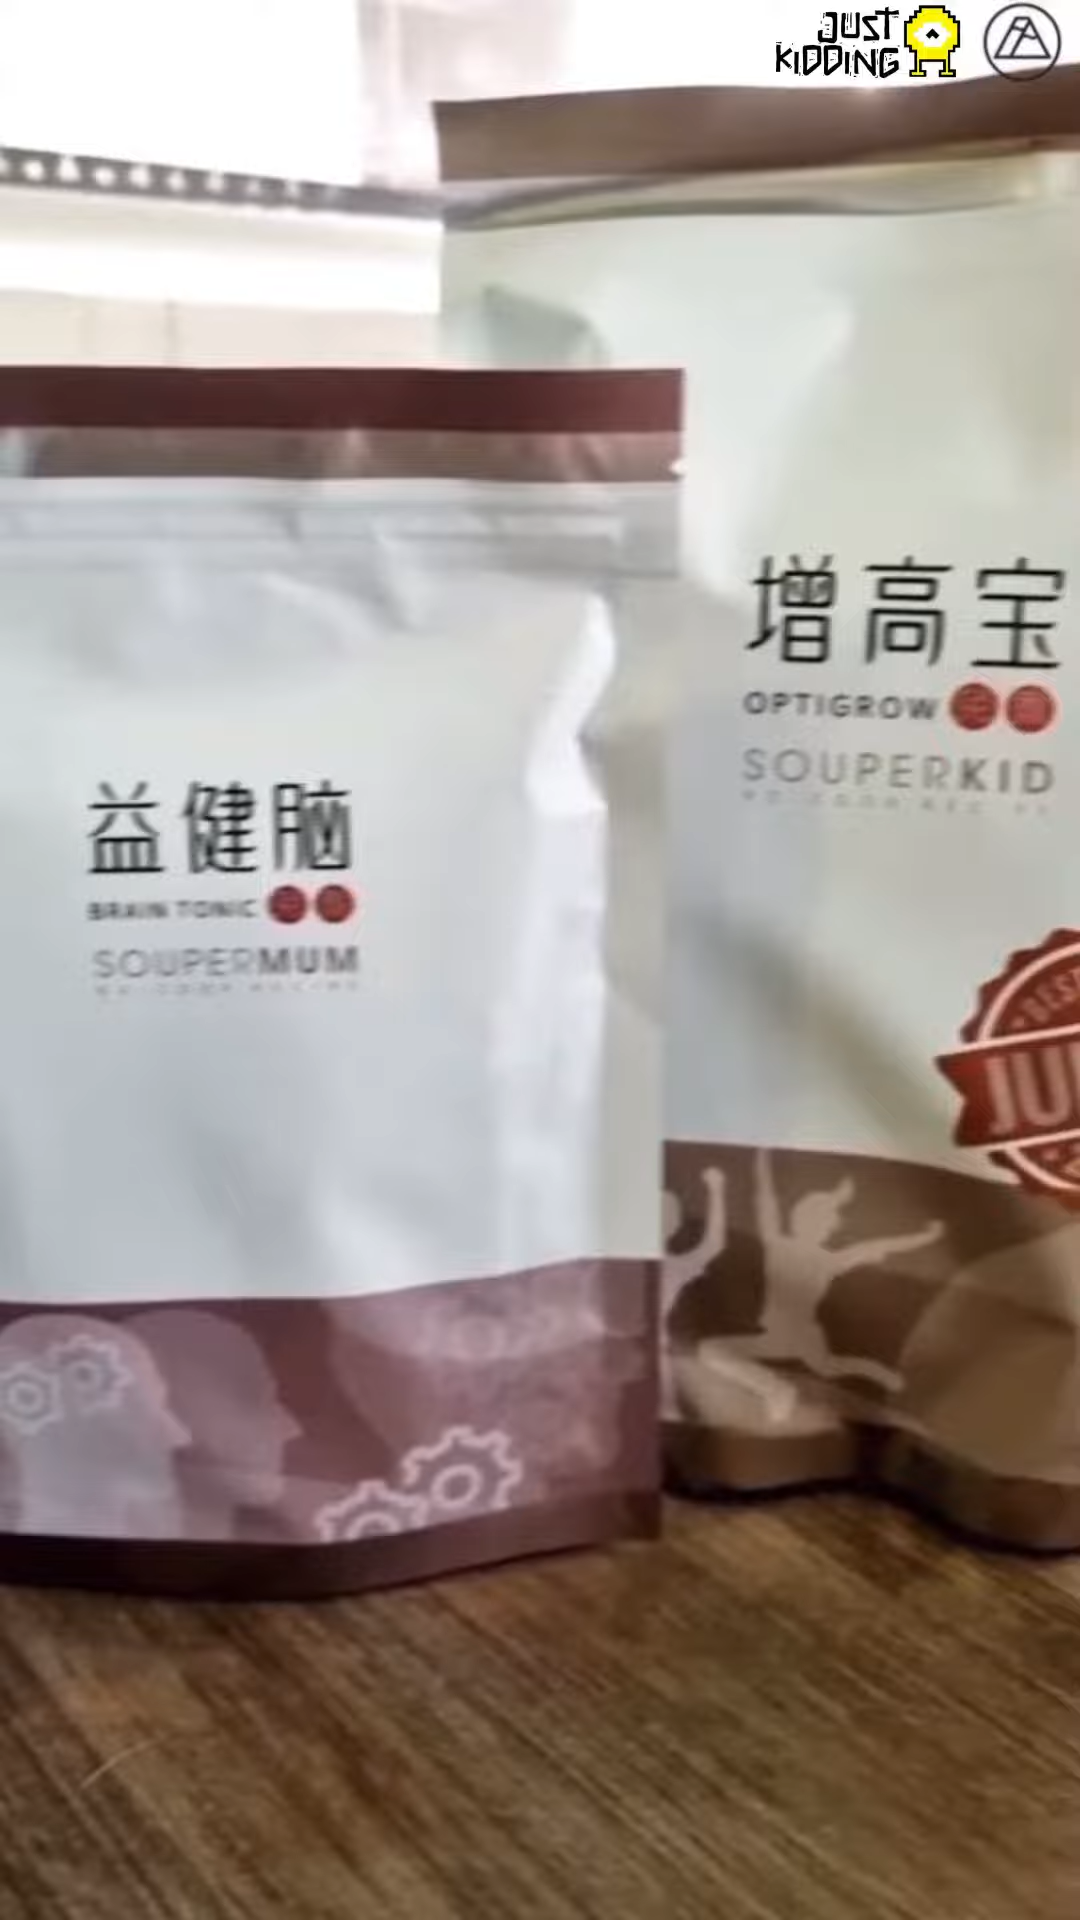 JUST
KIDDING
增高宝
OPTIGROW
SOUPERKID
益健脑
BRAIN TONIC
SOUPERMUM